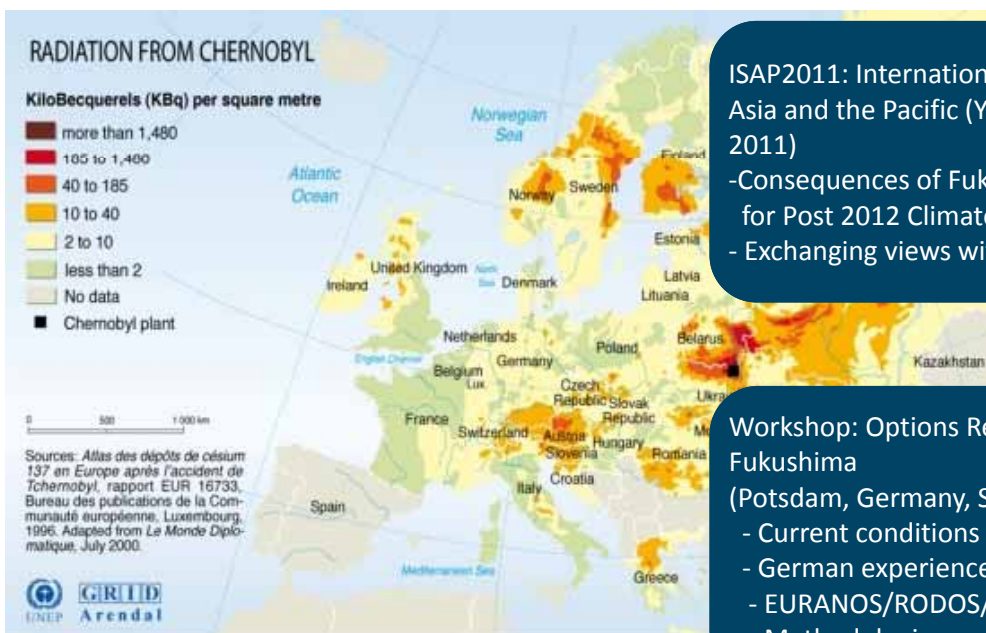 RADIATION FROM CHERNOBYL
KiloBecquerels (KBq) per square metre
more than 1,480
185 to 1,480
40 to 185
10 to 40
2 to 10
less than 2
No data
Chernobyl plant
0 500 1 000 km
Sources: Atlas des dépôts de césium
137 en Europe après l'accident de
Tchernobyl, rapport EUR 16733,
Bureau des publications de la Com-
munauté européenne, Luxembourg,
1996. Adapted from Le Monde Diplo-
matique, July 2000.
UNEP
GRID
Arendal
Norwegian
Sea
Atlantic
Ocean
Finland
Norway
Sweden
Estonia
Latvia
Lituania
United Kingdom
North
Sea
Denmark
Ireland
Netherlands
Belarus
English Channel
Belgium
Germany
Poland
Kazakhstan
Lux.
Czech
Republic
Slovak
Republic
Ukra
France
Switzerland
Austria
Hungary
Slovenia
Romania
Croatia
Italy
Spain
Mediterranean Sea
Greece
ISAP2011: Internation
Asia and the Pacific (Y
2011)
-Consequences of Fuk
for Post 2012 Climate
- Exchanging views wi
Workshop: Options Re
Fukushima
(Potsdam, Germany, S
- Current conditions
- German experience
- EURANOS/RODOS/